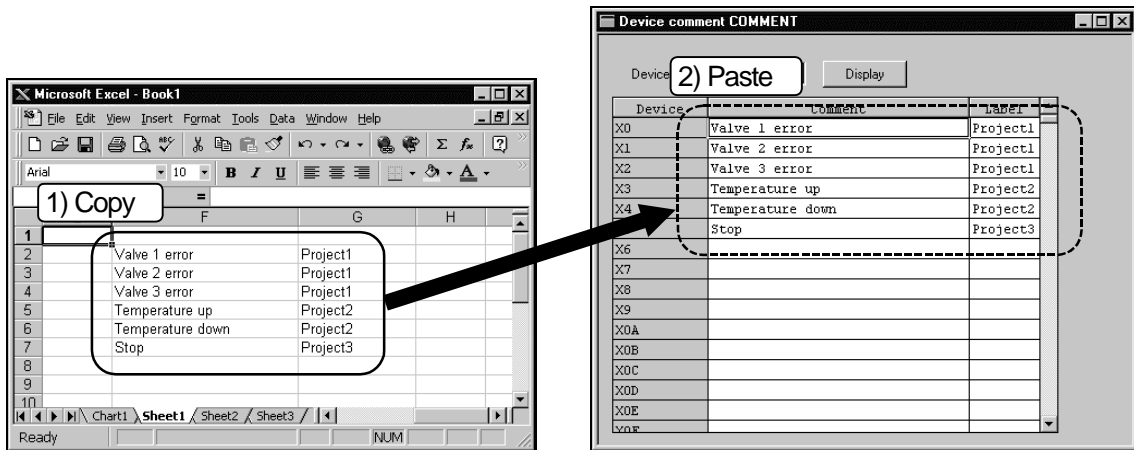 Microsoft Excel - Book1
File Edit View Insert Format Tools Data Window Help
Arial 10 B I U A
1) Copy =
F G H
1
2 Valve 1 error Project1
3 Valve 2 error Project1
4 Valve 3 error Project1
5 Temperature up Project2
6 Temperature down Project2
7 Stop Project3
8
9
10
Chart1 Sheet1 Sheet2 Sheet3
Ready NUM
Device comment COMMENT
Device 2) Paste Display
Device Comment Label
X0 Valve 1 error Project1
X1 Valve 2 error Project1
X2 Valve 3 error Project1
X3 Temperature up Project2
X4 Temperature down Project2
Stop Project3
X6
X7
X8
X9
X0A
X0B
X0C
X0D
X0E
X0F